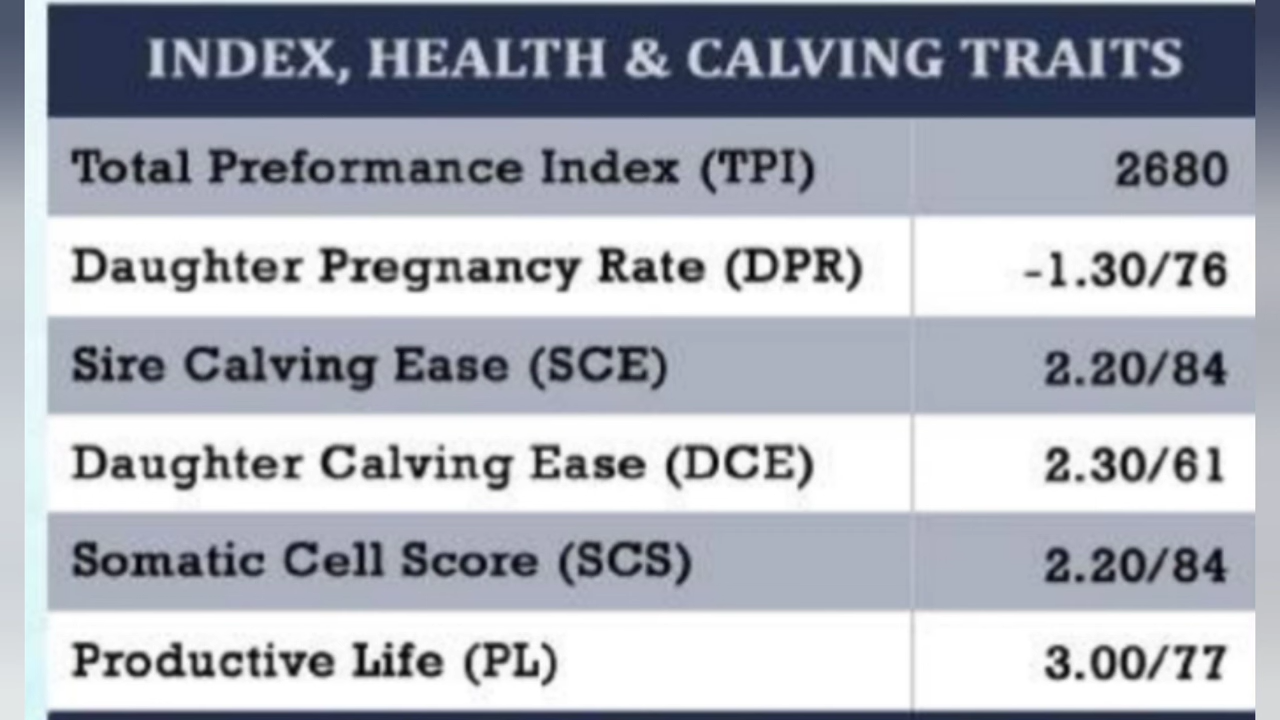 INDEX, HEALTH & CALVING TRAITS
Total Preformance Index (TPI) 2680
Daughter Pregnancy Rate (DPR) -1.30/76
Sire Calving Ease (SCE) 2.20/84
Daughter Calving Ease (DCE) 2.30/61
Somatic Cell Score (SCS) 2.20/84
Productive Life (PL) 3.00/77